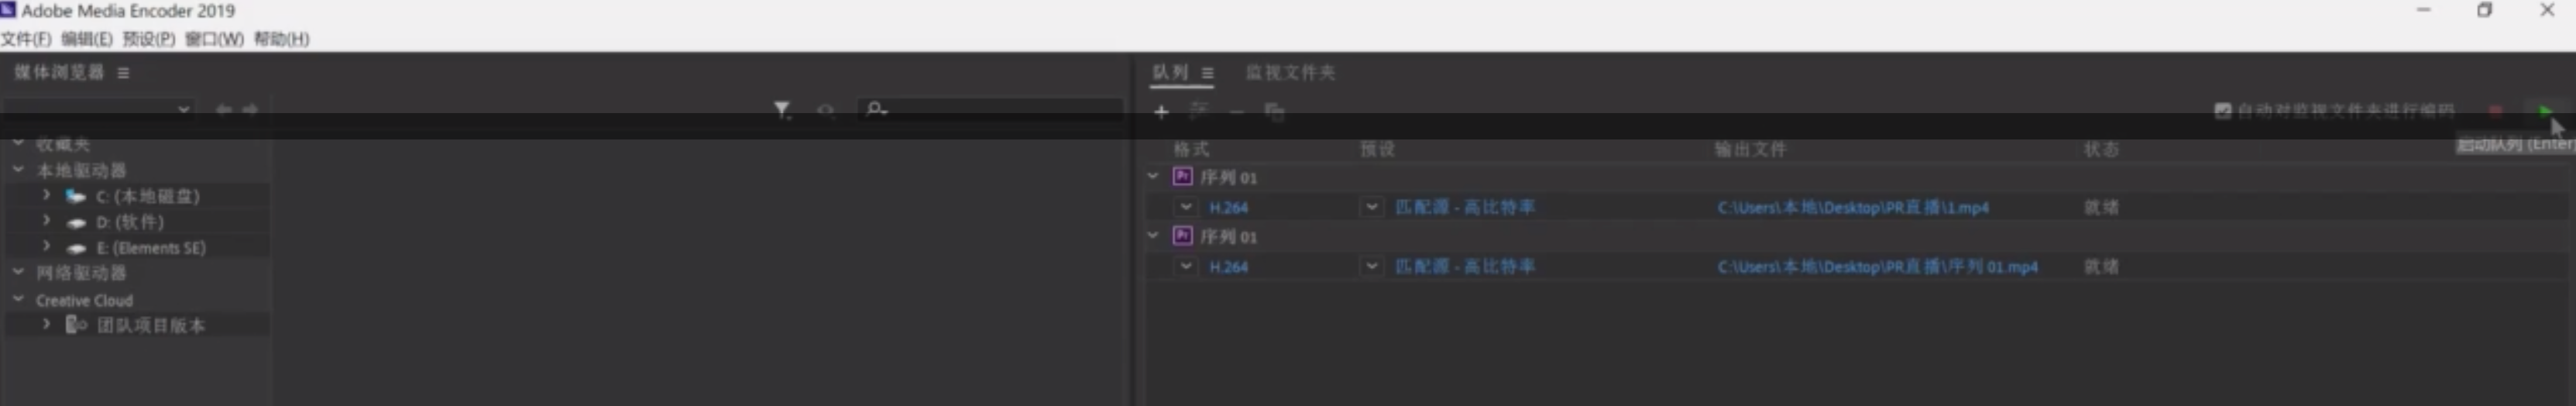 Adobe Media Encoder 2019
文件(F) 编辑(E) 预设(P) 窗口(W) 帮助(H)
媒体浏览器
队列 监视文件夹
自动对监视文件夹进行编码
启动队列 (Enter
收藏夹
本地驱动器
C: (本地磁盘)
D: (软件)
E: (Elements SE)
网络驱动器
Creative Cloud
团队项目版本
格式 预设 输出文件 状态
Pr 序列 01
H.264 匹配源 - 高比特率 C:\Users\本地\Desktop\PR直播\1.mp4 就绪
Pr 序列 01
H.264 匹配源 - 高比特率 C:\Users\本地\Desktop\PR直播\序列 01.mp4 就绪